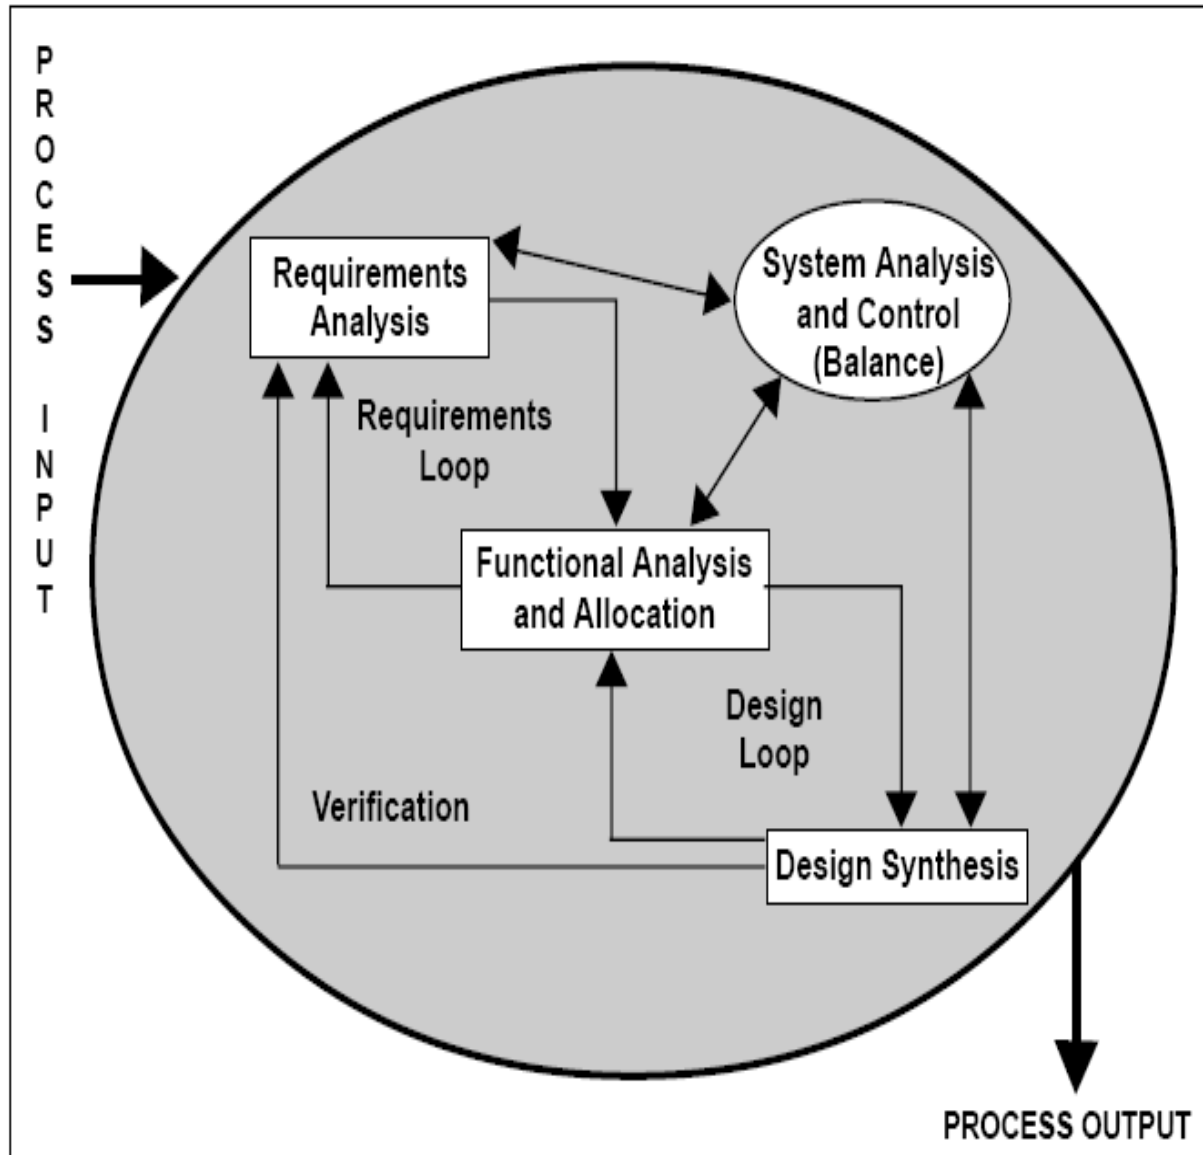 PROCESS INPUT
Requirements
Analysis
System Analysis
and Control
(Balance)
Requirements
Loop
Functional Analysis
and Allocation
Design
Loop
Verification
Design Synthesis
PROCESS OUTPUT